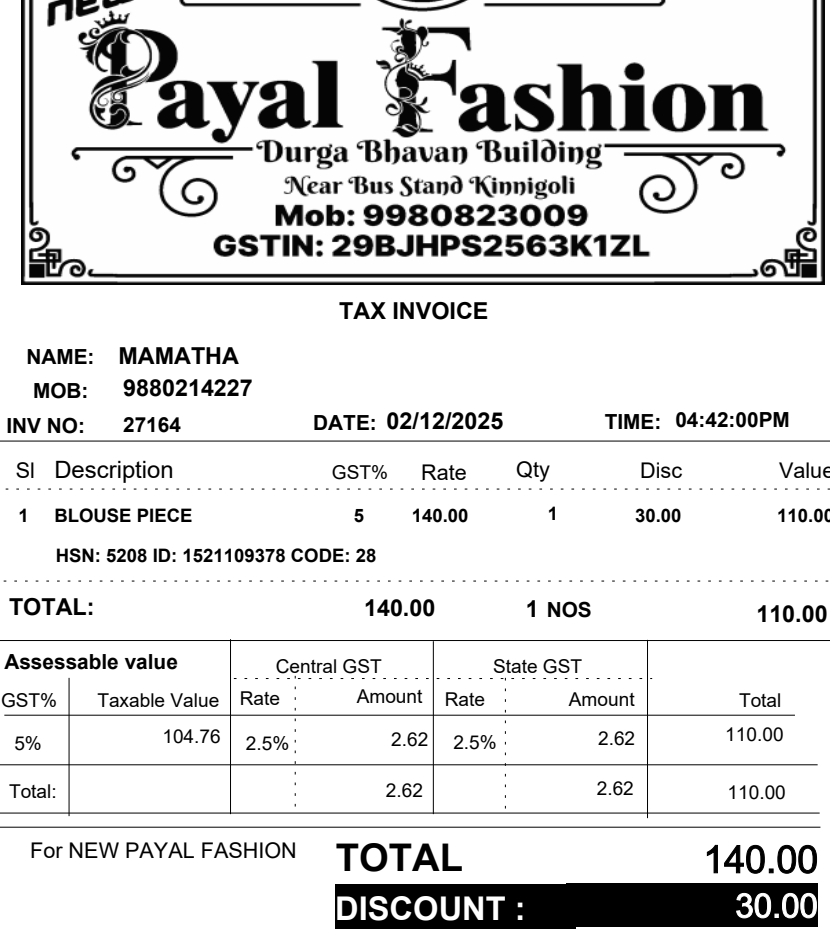 new
Payal Fashion
Durga Bhavan Building
Near Bus Stand Kinnigoli
Mob: 9980823009
GSTIN: 29BJHPS2563K1ZL
TAX INVOICE
NAME: MAMATHA
MOB: 9880214227
INV NO: 27164 DATE: 02/12/2025 TIME: 04:42:00PM
Sl Description GST% Rate Qty Disc Value
1 BLOUSE PIECE 5 140.00 1 30.00 110.00
HSN: 5208 ID: 1521109378 CODE: 28
TOTAL: 140.00 1 NOS 110.00
Assessable value Central GST State GST
GST% Taxable Value Rate Amount Rate Amount Total
5% 104.76 2.5% 2.62 2.5% 2.62 110.00
Total: 2.62 2.62 110.00
For NEW PAYAL FASHION TOTAL 140.00
DISCOUNT : 30.00